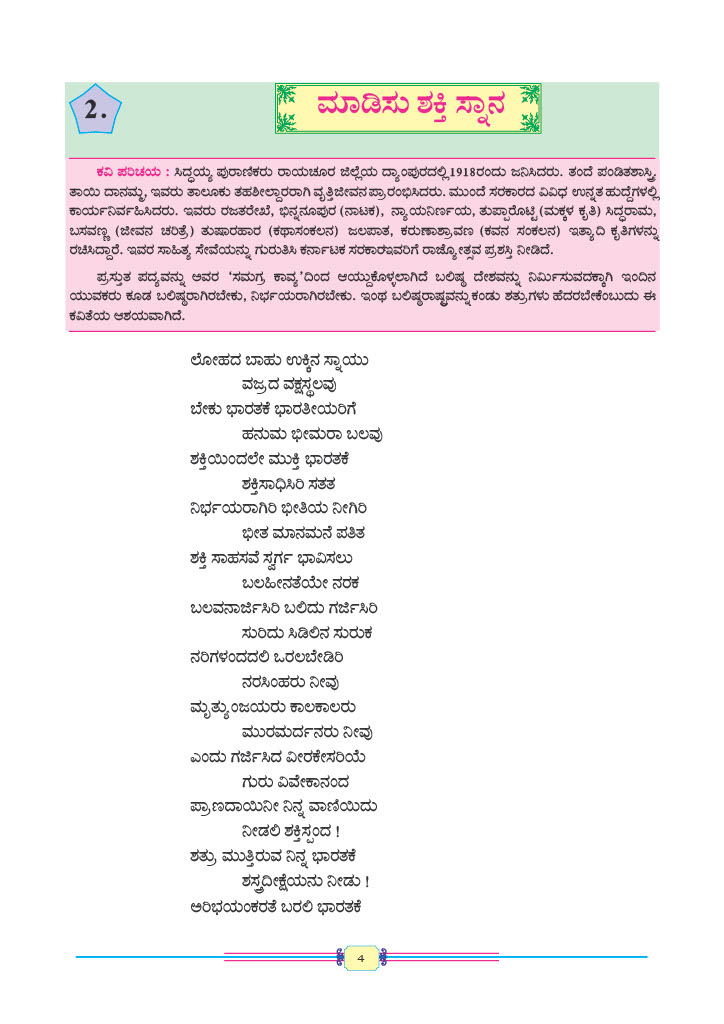 2.
ಮಾಡಿಸು ಶಕ್ತಿ ಸ್ನಾನ
ಕವಿ ಪರಿಚಯ : ಸಿದ್ಧಯ್ಯ ಪುರಾಣಿಕರು ರಾಯಚೂರ ಜಿಲ್ಲೆಯ ದ್ಯಾಂಪುರದಲ್ಲಿ 1918ರಂದು ಜನಿಸಿದರು. ತಂದೆ ಪಂಡಿತಶಾಸ್ತ್ರಿ,
ತಾಯಿ ದಾನಮ್ಮ, ಇವರು ತಾಲೂಕು ತಹಶೀಲ್ದಾರರಾಗಿ ವೃತ್ತಿಜೀವನ ಪ್ರಾರಂಭಿಸಿದರು. ಮುಂದೆ ಸರಕಾರದ ವಿವಿಧ ಉನ್ನತ ಹುದ್ದೆಗಳಲ್ಲಿ
ಕಾರ್ಯನಿರ್ವಹಿಸಿದರು. ಇವರು ರಜತರೇಖೆ, ಭಿನ್ನನೂಪುರ (ನಾಟಕ), ನ್ಯಾಯನಿರ್ಣಯ, ತುಪ್ಪಾರೊಟ್ಟಿ (ಮಕ್ಕಳ ಕೃತಿ) ಸಿದ್ಧರಾಮ,
ಬಸವಣ್ಣ (ಜೀವನ ಚರಿತ್ರೆ) ತುಷಾರಹಾರ (ಕಥಾಸಂಕಲನ) ಜಲಪಾತ, ಕರುಣಾಶ್ರಾವಣ (ಕವನ ಸಂಕಲನ) ಇತ್ಯಾದಿ ಕೃತಿಗಳನ್ನು
ರಚಿಸಿದ್ದಾರೆ. ಇವರ ಸಾಹಿತ್ಯ ಸೇವೆಯನ್ನು ಗುರುತಿಸಿ ಕರ್ನಾಟಕ ಸರಕಾರ ಇವರಿಗೆ ರಾಜ್ಯೋತ್ಸವ ಪ್ರಶಸ್ತಿ ನೀಡಿದೆ.
ಪ್ರಸ್ತುತ ಪದ್ಯವನ್ನು ಅವರ ‘ಸಮಗ್ರ ಕಾವ್ಯ’ದಿಂದ ಆಯ್ದುಕೊಳ್ಳಲಾಗಿದೆ ಬಲಿಷ್ಠ ದೇಶವನ್ನು ನಿರ್ಮಿಸುವದಕ್ಕಾಗಿ ಇಂದಿನ
ಯುವಕರು ಕೂಡ ಬಲಿಷ್ಠರಾಗಿರಬೇಕು, ನಿರ್ಭಯರಾಗಿರಬೇಕು. ಇಂಥ ಬಲಿಷ್ಠರಾಷ್ಟ್ರವನ್ನು ಕಂಡು ಶತ್ರುಗಳು ಹೆದರಬೇಕೆಂಬುದು ಈ
ಕವಿತೆಯ ಆಶಯವಾಗಿದೆ.
ಲೋಹದ ಬಾಹು ಉಕ್ಕಿನ ಸ್ನಾಯು
ವಜ್ರದ ವಕ್ಷಸ್ಥಲವು
ಬೇಕು ಭಾರತಕೆ ಭಾರತೀಯರಿಗೆ
ಹನುಮ ಭೀಮರಾ ಬಲವು
ಶಕ್ತಿಯಿಂದಲೇ ಮುಕ್ತಿ ಭಾರತಕೆ
ಶಕ್ತಿಸಾಧಿಸಿರಿ ಸತತ
ನಿರ್ಭಯರಾಗಿರಿ ಭೀತಿಯ ನೀಗಿರಿ
ಭೀತ ಮಾನಮನೆ ಪತಿತ
ಶಕ್ತಿ ಸಾಹಸವೆ ಸ್ವರ್ಗ ಭಾವಿಸಲು
ಬಲಹೀನತೆಯೇ ನರಕ
ಬಲವನಾರ್ಜಿಸಿರಿ ಬಲಿದು ಗರ್ಜಿಸಿರಿ
ಸುರಿದು ಸಿಡಿಲಿನ ಸುರುಕ
ನರಿಗಳಂದದಲಿ ಒರಲಬೇಡಿರಿ
ನರಸಿಂಹರು ನೀವು
ಮೃತ್ಯುಂಜಯರು ಕಾಲಕಾಲರು
ಮುರಮರ್ದನರು ನೀವು
ಎಂದು ಗರ್ಜಿಸಿದ ವೀರಕೇಸರಿಯೆ
ಗುರು ವಿವೇಕಾನಂದ
ಪ್ರಾಣದಾಯಿನೀ ನಿನ್ನ ವಾಣಿಯಿದು
ನೀಡಲಿ ಶಕ್ತಿಸ್ಪಂದ !
ಶತ್ರು ಮುತ್ತಿರುವ ನಿನ್ನ ಭಾರತಕೆ
ಶಸ್ತ್ರದೀಕ್ಷೆಯನು ನೀಡು !
ಅರಿಭಯಂಕರತೆ ಬರಲಿ ಭಾರತಕೆ
4